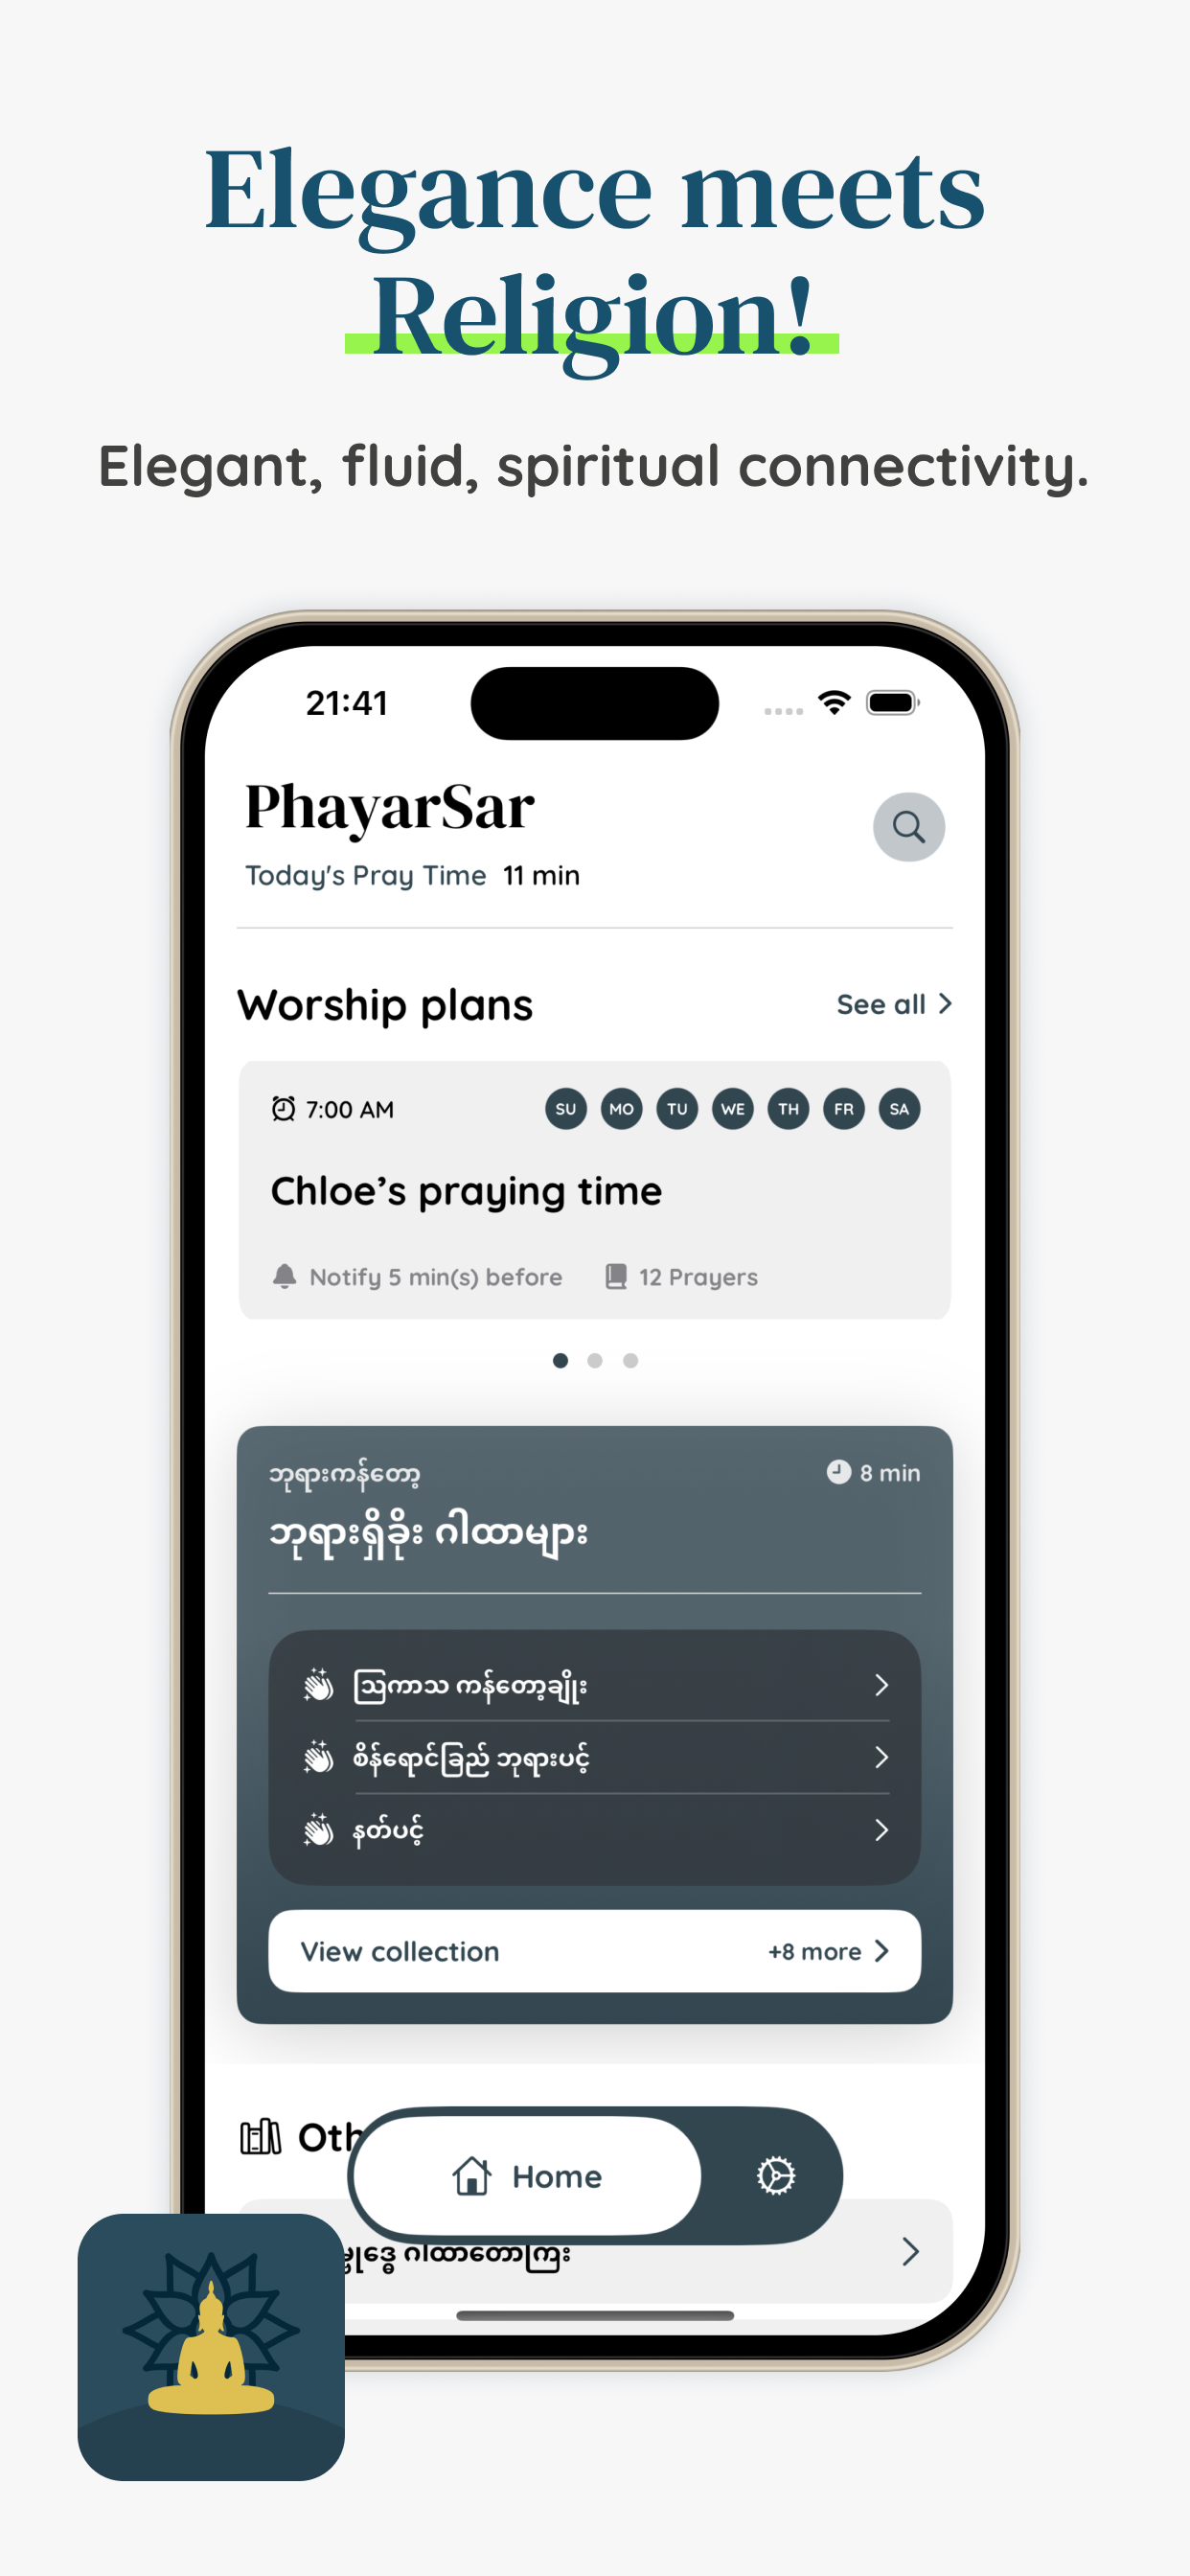 Elegance meets
Religion!
Elegant, fluid, spiritual connectivity.
21:41
PhayarSar
Today's Pray Time 11 min
Worship plans
See all
7:00 AM
SU MO TU WE TH FR SA
Chloe’s praying time
Notify 5 min(s) before
12 Prayers
ဘုရားကန်တော့
8 min
ဘုရားရှိခိုး ဂါထာများ
ဩကာသ ကန်တော့ချိုး
စိန်ရောင်ခြည် ဘုရားပင့်
နတ်ပင့်
View collection
+8 more
Home
ဂါထာတော်ကြီး